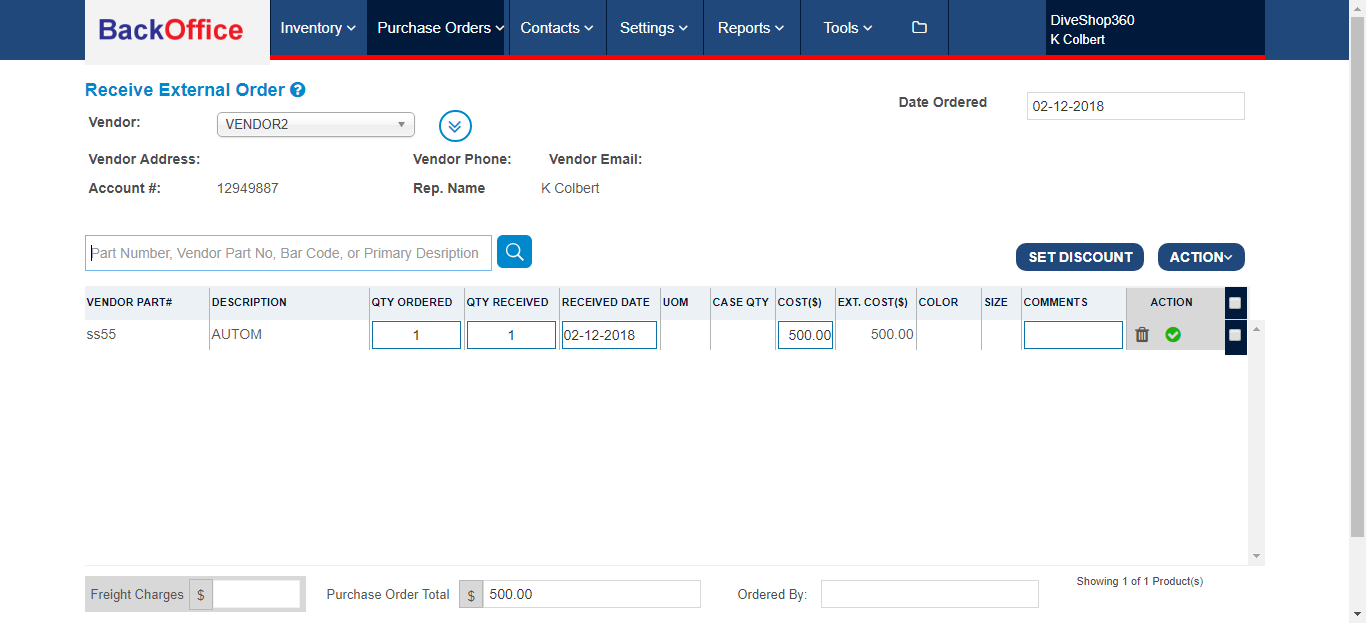 BackOffice
Inventory
Purchase Orders
Contacts
Settings
Reports
Tools
DiveShop360
K Colbert
Receive External Order ?
Date Ordered
02-12-2018
Vendor:
VENDOR2
Vendor Address:
Vendor Phone:
Vendor Email:
Account #:
12949887
Rep. Name
K Colbert
Part Number, Vendor Part No, Bar Code, or Primary Desription
SET DISCOUNT
ACTION
VENDOR PART# DESCRIPTION QTY ORDERED QTY RECEIVED RECEIVED DATE UOM CASE QTY COST($) EXT. COST($) COLOR SIZE COMMENTS ACTION
ss55 AUTOM 1 1 02-12-2018 500.00 500.00
Freight Charges $
Purchase Order Total $ 500.00
Ordered By:
Showing 1 of 1 Product(s)